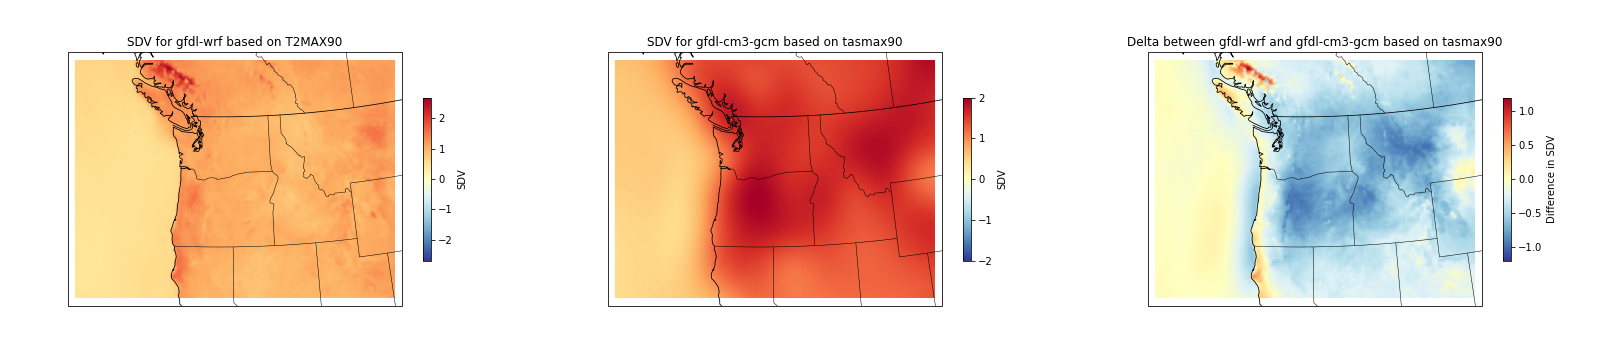 SDV for gfdl-wrf based on T2MAX90
2
1
0
−1
−2
SDV
SDV for gfdl-cm3-gcm based on tasmax90
2
1
0
−1
−2
SDV
Delta between gfdl-wrf and gfdl-cm3-gcm based on tasmax90
1.0
0.5
0.0
−0.5
−1.0
Difference in SDV